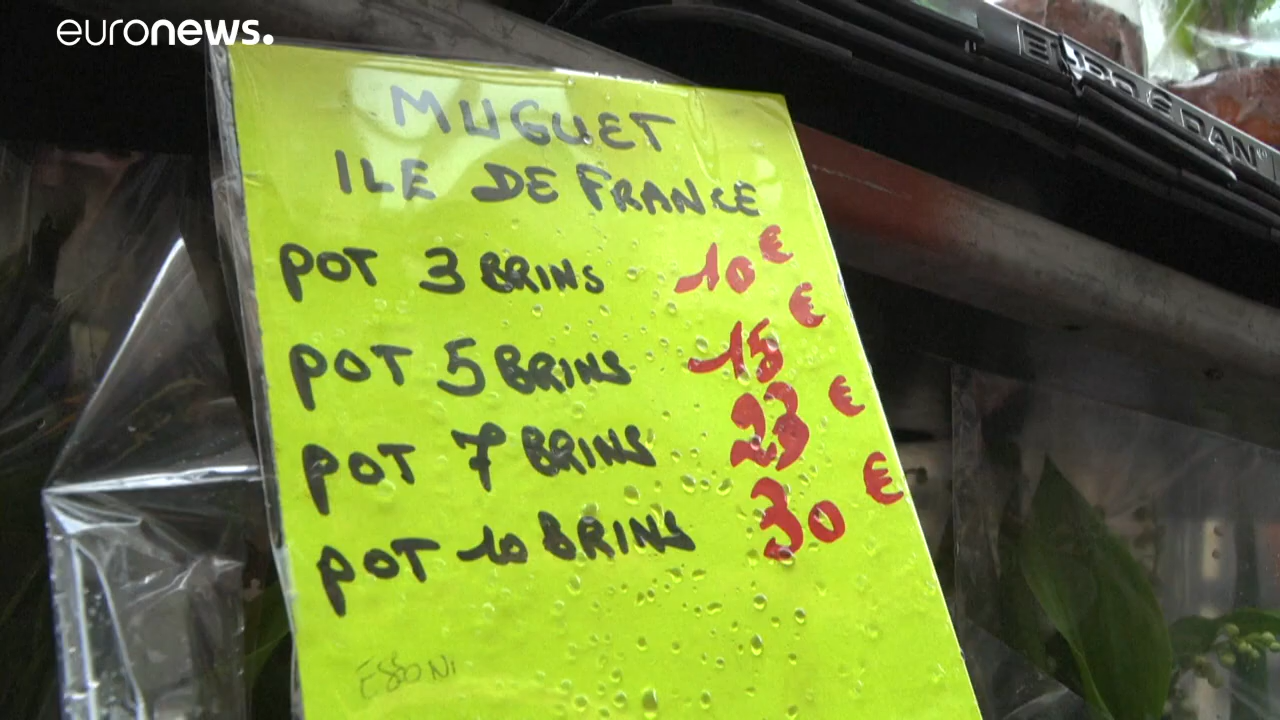 euronews.
MUGUET
ILE DE FRANCE
POT 3 BRINS 10€
POT 5 BRINS 15€
POT 7 BRINS 23€
POT 10 BRINS 30€